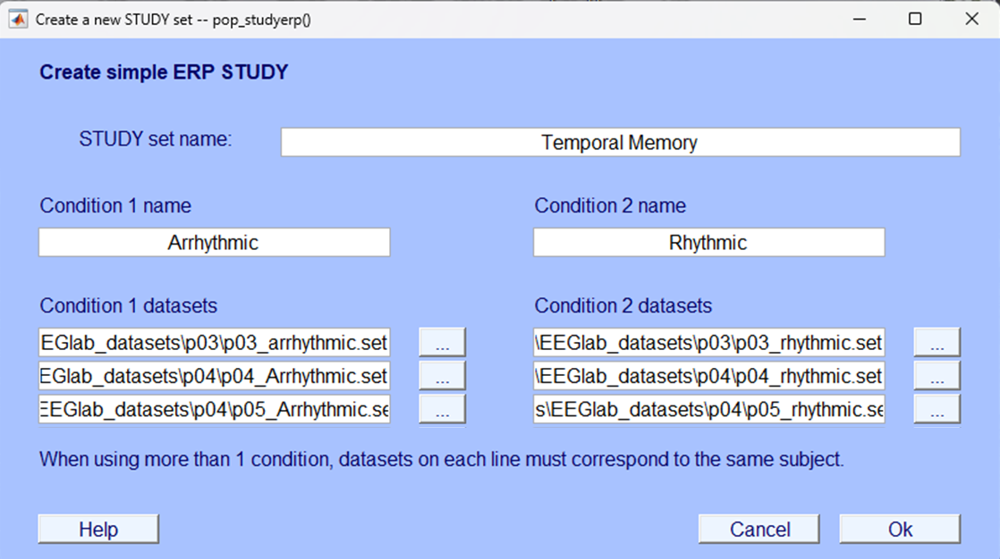 Create a new STUDY set -- pop_studyerp()
Create simple ERP STUDY
STUDY set name: Temporal Memory
Condition 1 name Condition 2 name
Arrhythmic Rhythmic
Condition 1 datasets Condition 2 datasets
EGlab_datasets\p03\p03_arrhythmic.set ... \EEGlab_datasets\p03\p03_rhythmic.set ...
EGlab_datasets\p04\p04_Arrhythmic.set ... \EEGlab_datasets\p04\p04_rhythmic.set ...
EEGlab_datasets\p04\p05_Arrhythmic.se ... s\EEGlab_datasets\p04\p05_rhythmic.se ...
When using more than 1 condition, datasets on each line must correspond to the same subject.
Help Cancel Ok